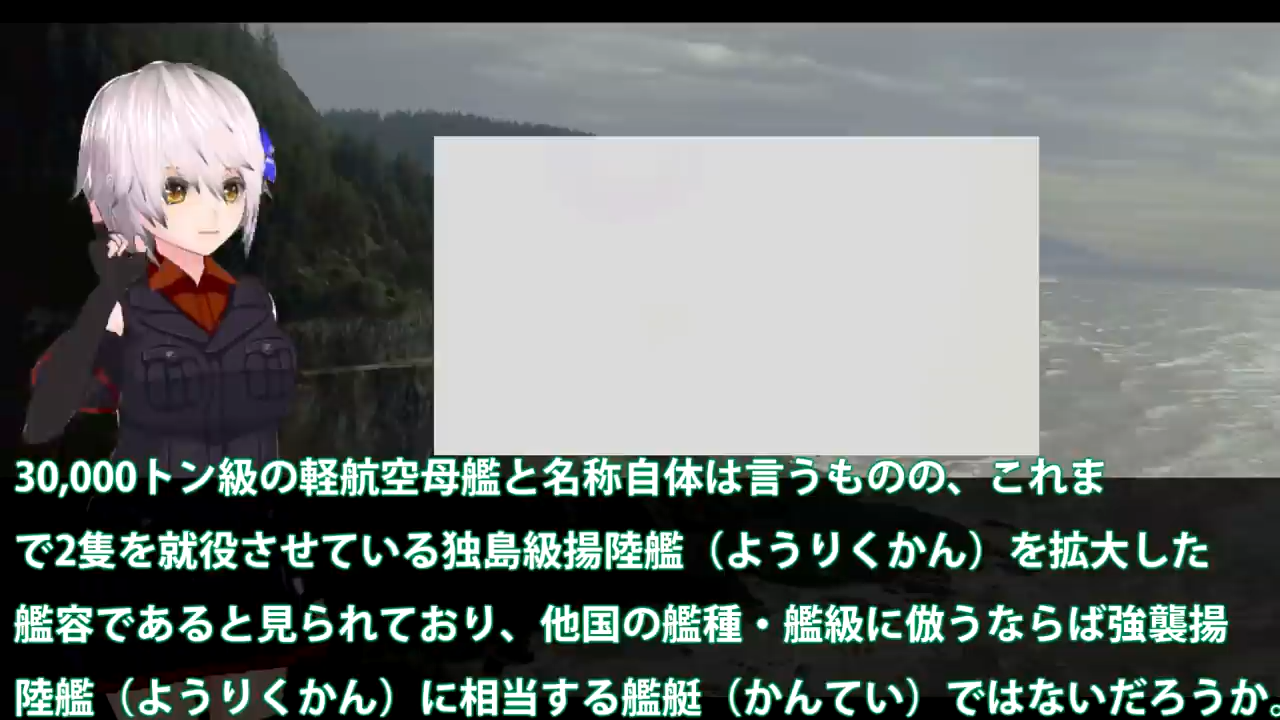 30,000トン級の軽航空母艦と名称自体は言うものの、これま
で2隻を就役させている独島級揚陸艦（ようりくかん）を拡大した
艦容であると見られており、他国の艦種・艦級に倣うならば強襲揚
陸艦（ようりくかん）に相当する艦艇（かんてい）ではないだろうか。